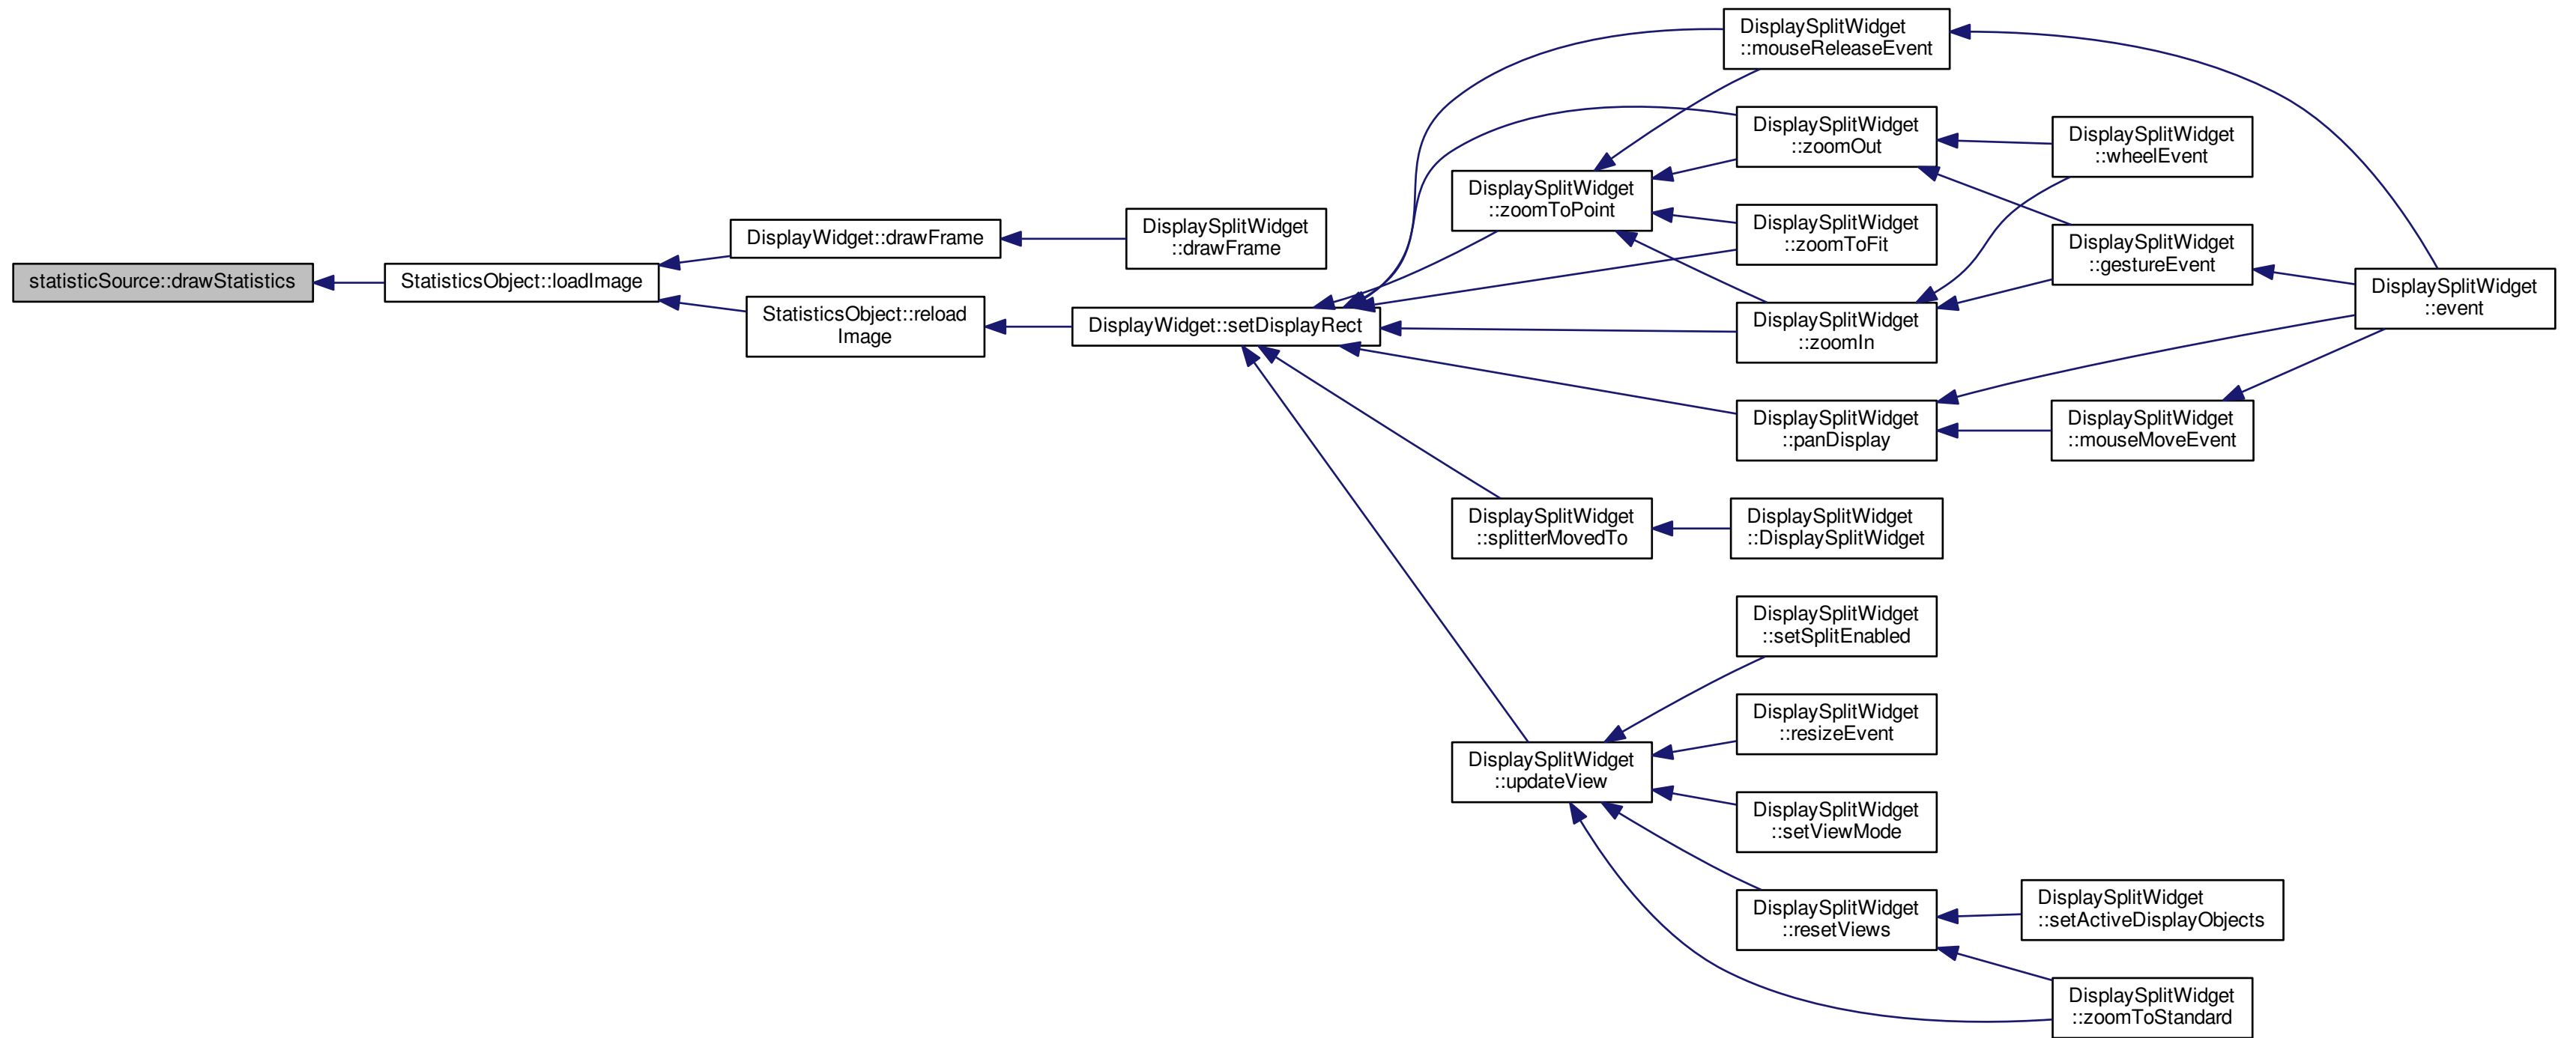 statisticSource::drawStatistics
StatisticsObject::loadImage
DisplayWidget::drawFrame
DisplaySplitWidget
::drawFrame
StatisticsObject::reload
Image
DisplayWidget::setDisplayRect
DisplaySplitWidget
::mouseReleaseEvent
DisplaySplitWidget
::zoomToPoint
DisplaySplitWidget
::zoomOut
DisplaySplitWidget
::wheelEvent
DisplaySplitWidget
::zoomToFit
DisplaySplitWidget
::gestureEvent
DisplaySplitWidget
::event
DisplaySplitWidget
::zoomIn
DisplaySplitWidget
::panDisplay
DisplaySplitWidget
::mouseMoveEvent
DisplaySplitWidget
::splitterMovedTo
DisplaySplitWidget
::DisplaySplitWidget
DisplaySplitWidget
::setSplitEnabled
DisplaySplitWidget
::updateView
DisplaySplitWidget
::resizeEvent
DisplaySplitWidget
::setViewMode
DisplaySplitWidget
::resetViews
DisplaySplitWidget
::setActiveDisplayObjects
DisplaySplitWidget
::zoomToStandard